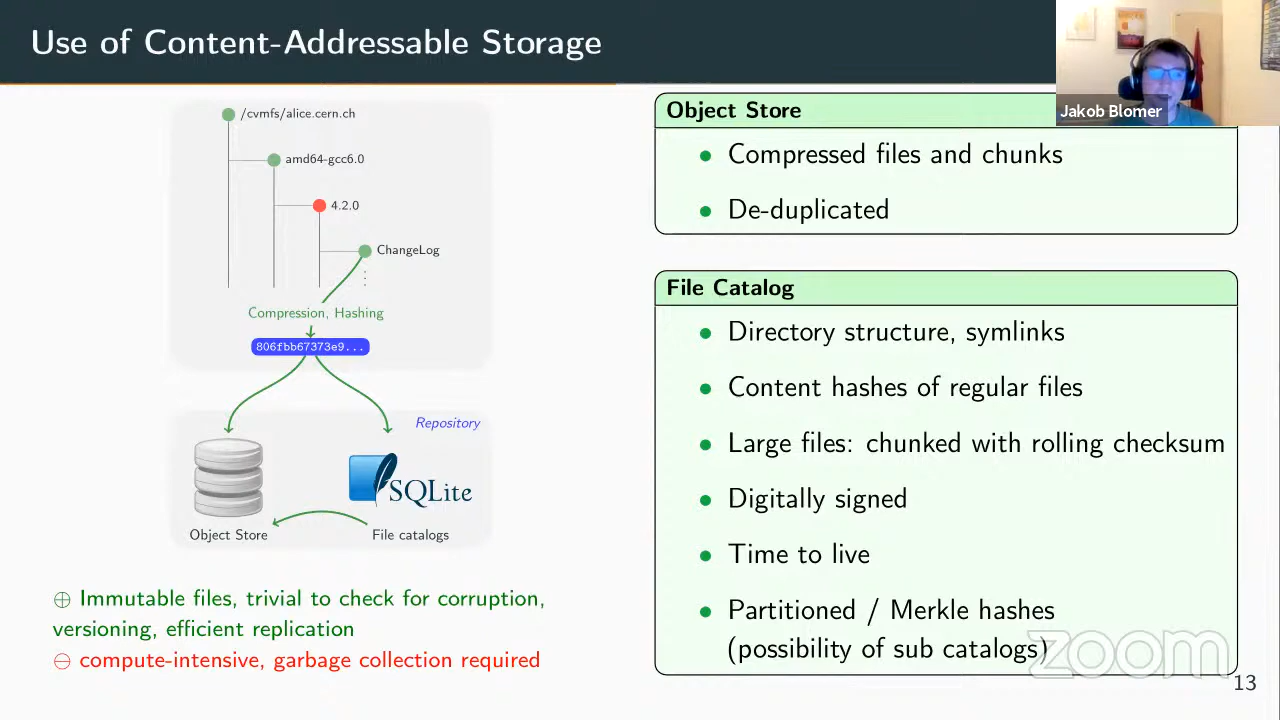 Use of Content-Addressable Storage
Jakob Blomer
/cvmfs/alice.cern.ch
amd64-gcc6.0
4.2.0
ChangeLog
⋮
Compression, Hashing
806fbb67373e9...
Repository
SQLite
Object Store
File catalogs
⊕ Immutable files, trivial to check for corruption,
versioning, efficient replication
⊖ compute-intensive, garbage collection required
Object Store
• Compressed files and chunks
• De-duplicated
File Catalog
• Directory structure, symlinks
• Content hashes of regular files
• Large files: chunked with rolling checksum
• Digitally signed
• Time to live
• Partitioned / Merkle hashes
(possibility of sub catalogs)
zoom
13